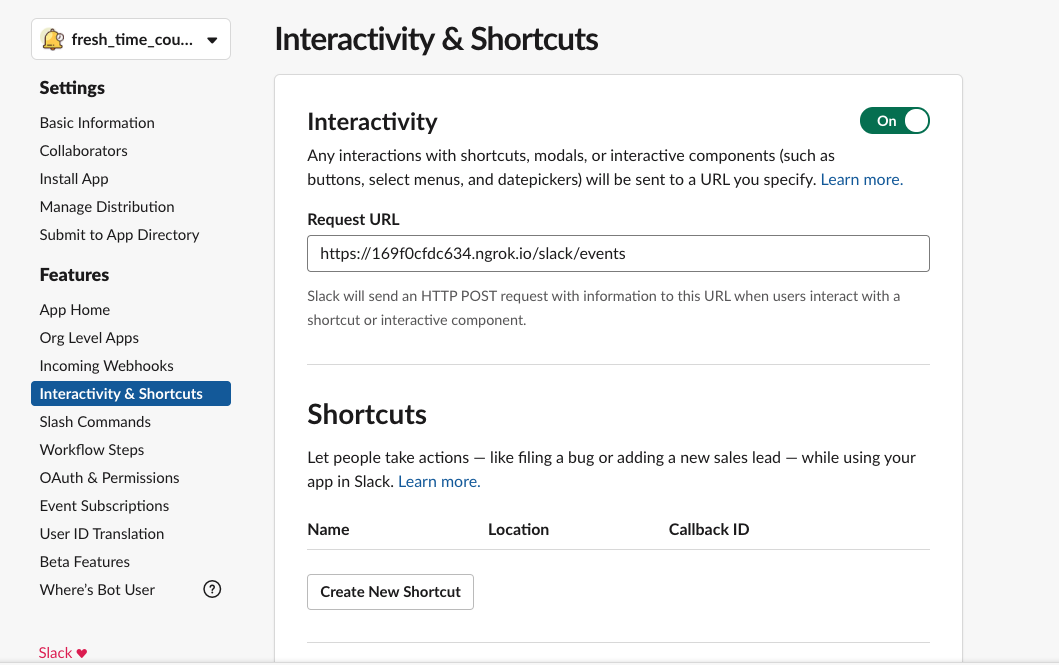 fresh_time_cou...
Settings
Basic Information
Collaborators
Install App
Manage Distribution
Submit to App Directory
Features
App Home
Org Level Apps
Incoming Webhooks
Interactivity & Shortcuts
Slash Commands
Workflow Steps
OAuth & Permissions
Event Subscriptions
User ID Translation
Beta Features
Where's Bot User ?
Slack ♥
Interactivity & Shortcuts
Interactivity On
Any interactions with shortcuts, modals, or interactive components (such as
buttons, select menus, and datepickers) will be sent to a URL you specify. Learn more.
Request URL
https://169f0cfdc634.ngrok.io/slack/events
Slack will send an HTTP POST request with information to this URL when users interact with a
shortcut or interactive component.
Shortcuts
Let people take actions — like filing a bug or adding a new sales lead — while using your
app in Slack. Learn more.
Name Location Callback ID
Create New Shortcut